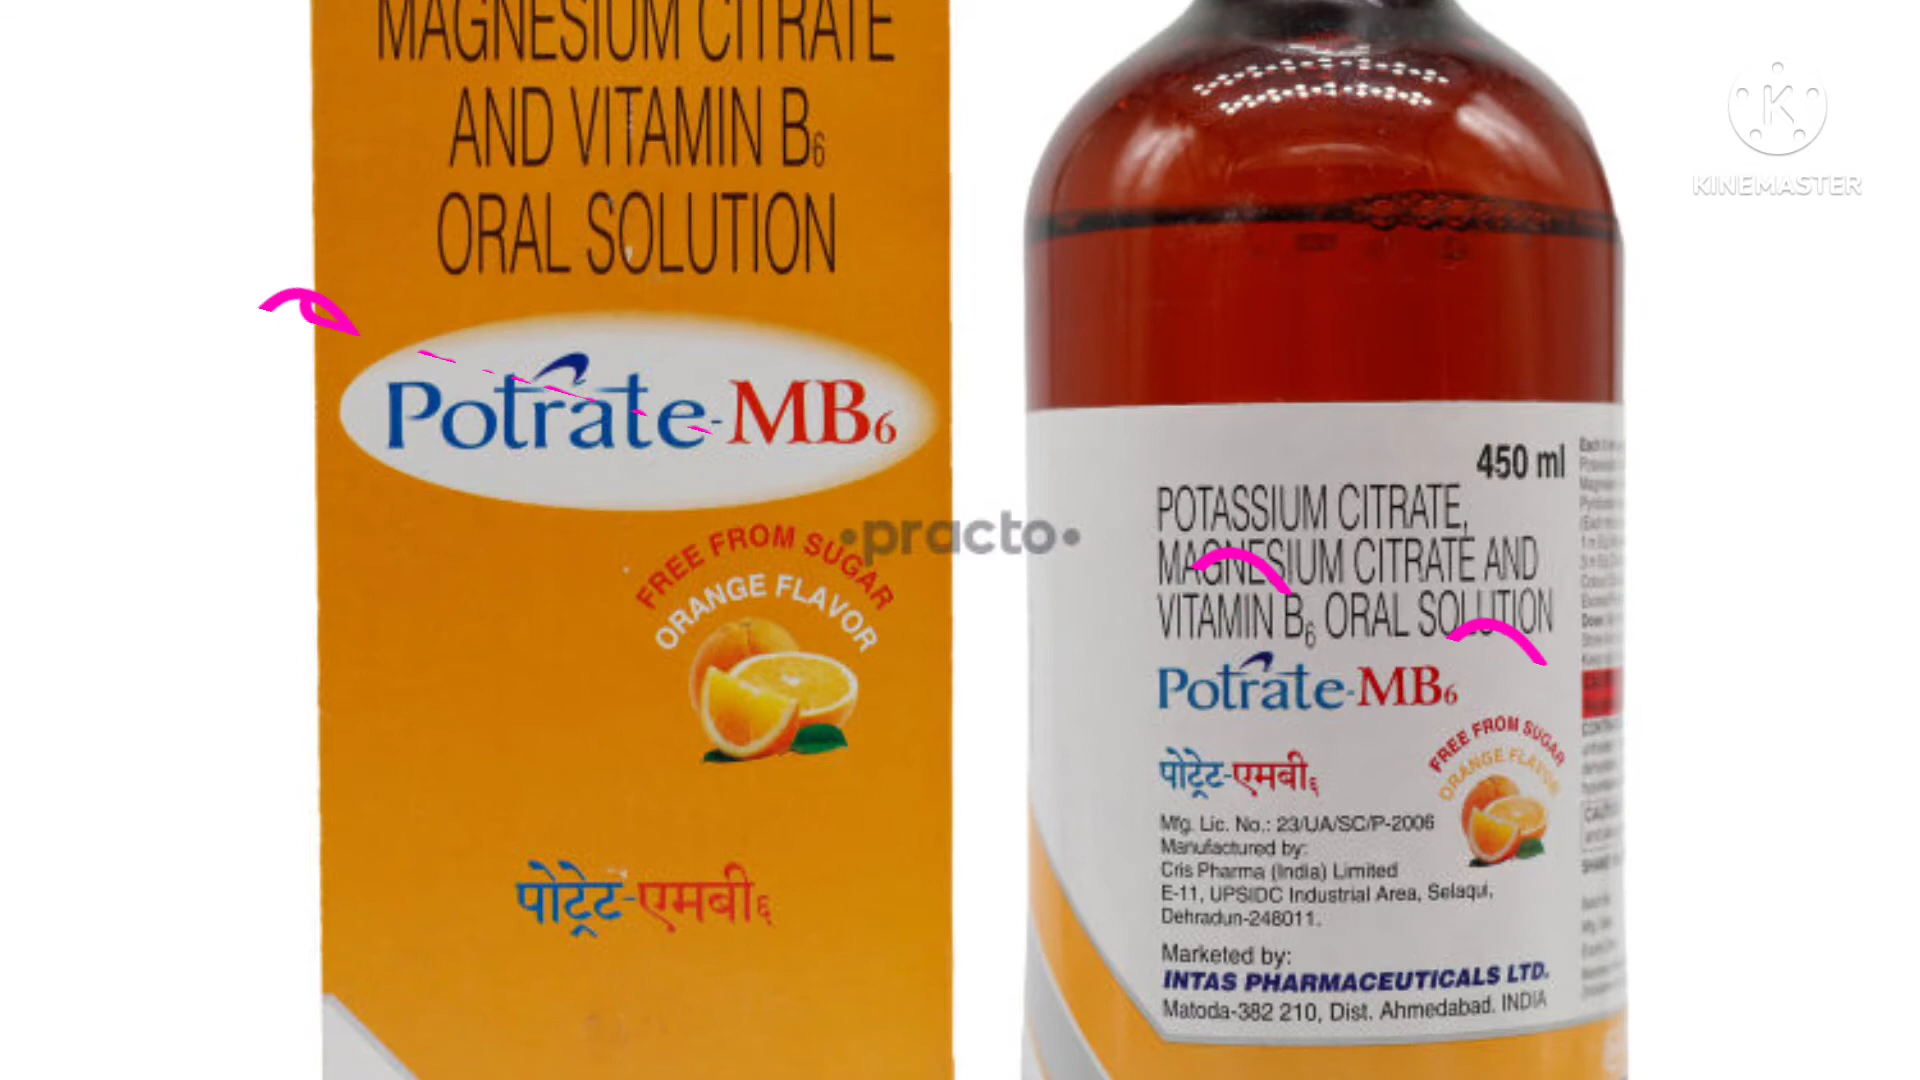 MAGNESIUM CITRATE
AND VITAMIN B6
ORAL SOLUTION
Potrate-MB6
FREE FROM SUGAR
ORANGE FLAVOR
पोट्रेट-एमबी६
•practo•
KINEMASTER
450 ml
POTASSIUM CITRATE,
MAGNESIUM CITRATE AND
VITAMIN B6 ORAL SOLUTION
Potrate-MB6
FREE FROM SUGAR
ORANGE FLAVOR
पोट्रेट-एमबी६
Mfg. Lic. No.: 23/UA/SC/P-2006
Manufactured by:
Cris Pharma (India) Limited
E-11, UPSIDC Industrial Area, Selaqui,
Dehradun-248011.
Marketed by:
INTAS PHARMACEUTICALS LTD.
Matoda-382 210, Dist. Ahmedabad. INDIA